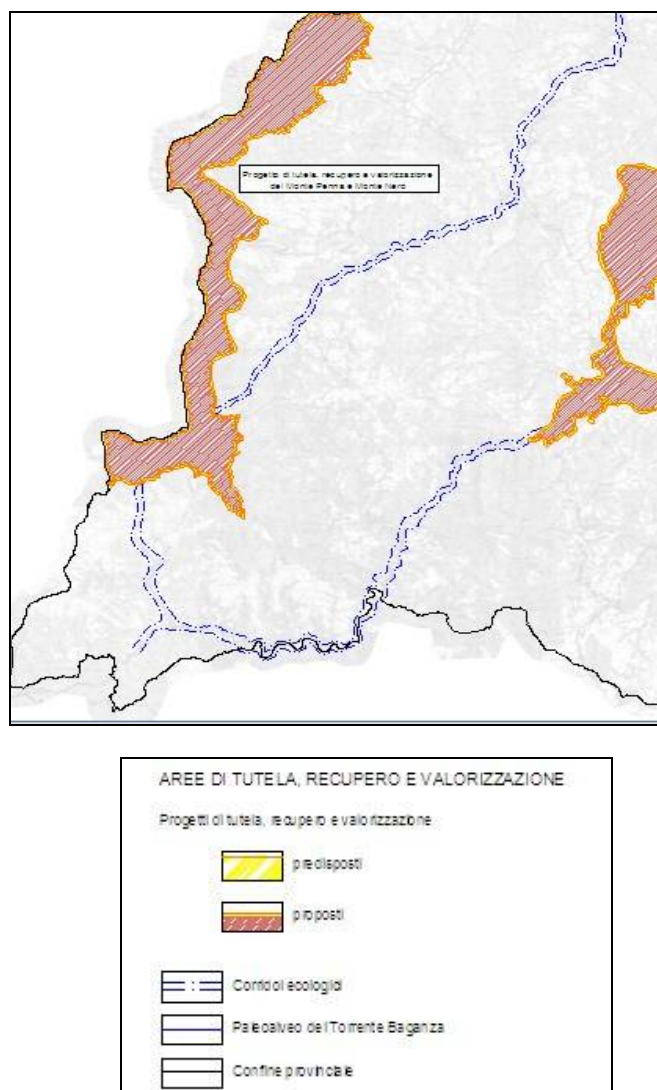 Progetto di tutela, recupero e valorizzazione
del Monte Penna e Monte Nero
AREE DI TUTELA, RECUPERO E VALORIZZAZIONE
Progetti di tutela, recupero e valorizzazione
predisposti
proposti
Corridoi ecologici
Paleoalveo del Torrente Baganza
Confine provinciale